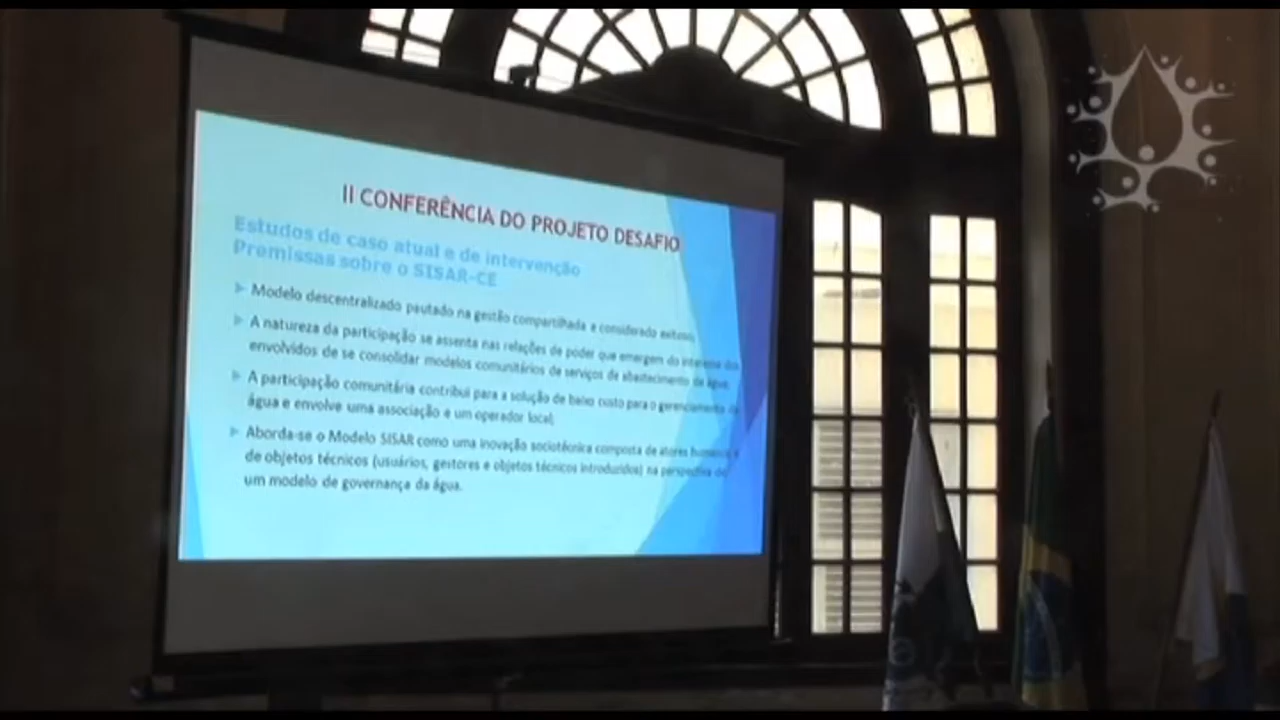 II CONFERÊNCIA DO PROJETO DESAFIO
Estudos de caso atual e de intervenção
Premissas sobre o SISAR-CE
Modelo descentralizado pautado na gestão compartilhada e considerado exitoso;
A natureza da participação se assenta nas relações de poder que emergem do interesse dos
envolvidos de se consolidar modelos comunitários de serviços de abastecimento de água;
A participação comunitária contribui para a solução de baixo custo para o gerenciamento da
água e envolve uma associação e um operador local;
Aborda-se o Modelo SISAR como uma inovação sociotécnica composta de atores humanos e
de objetos técnicos (usuários, gestores e objetos técnicos introduzidos) na perspectiva de
um modelo de governança da água.